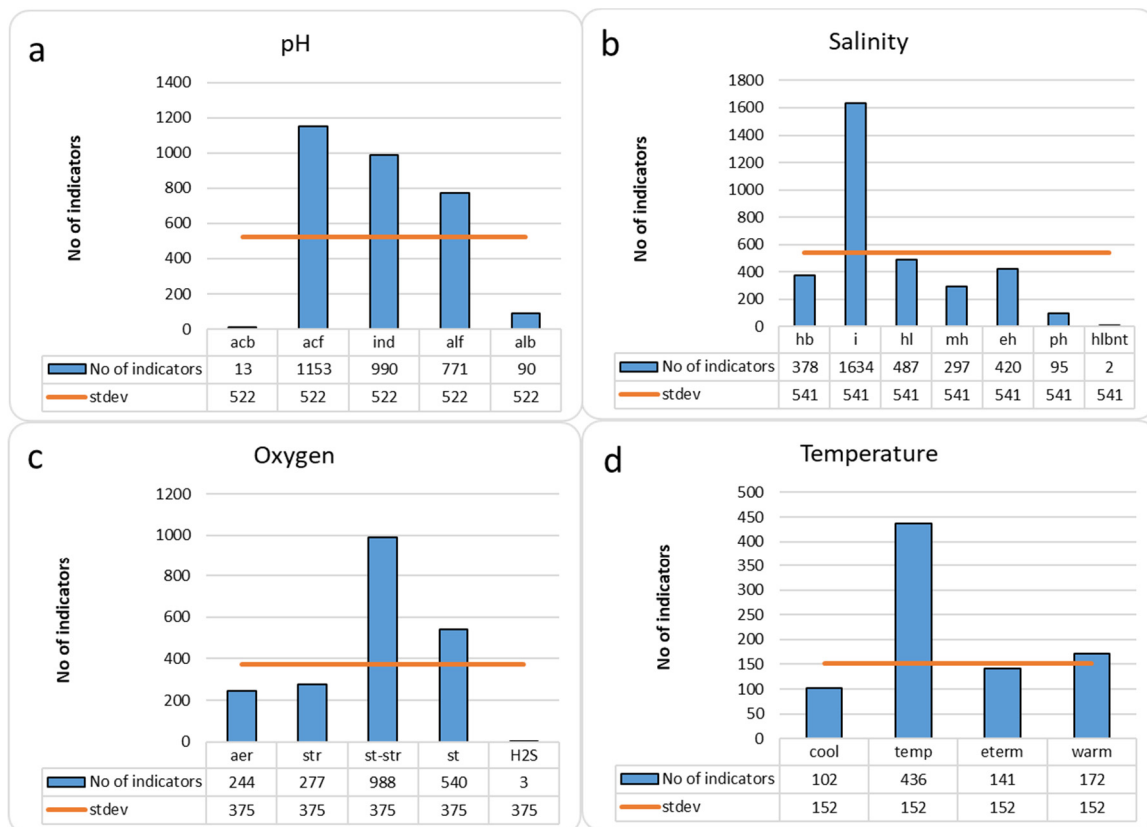 a
pH
No of indicators
1400
1200
1000
800
600
400
200
0
acb acf ind alf alb
No of indicators 13 1153 990 771 90
stdev 522 522 522 522 522
b
Salinity
No of indicators
1800
1600
1400
1200
1000
800
600
400
200
0
hb i hl mh eh ph hlbnt
No of indicators 378 1634 487 297 420 95 2
stdev 541 541 541 541 541 541 541
c
Oxygen
No of indicators
1200
1000
800
600
400
200
0
aer str st-str st H2S
No of indicators 244 277 988 540 3
stdev 375 375 375 375 375
d
Temperature
No of indicators
500
450
400
350
300
250
200
150
100
50
0
cool temp eterm warm
No of indicators 102 436 141 172
stdev 152 152 152 152